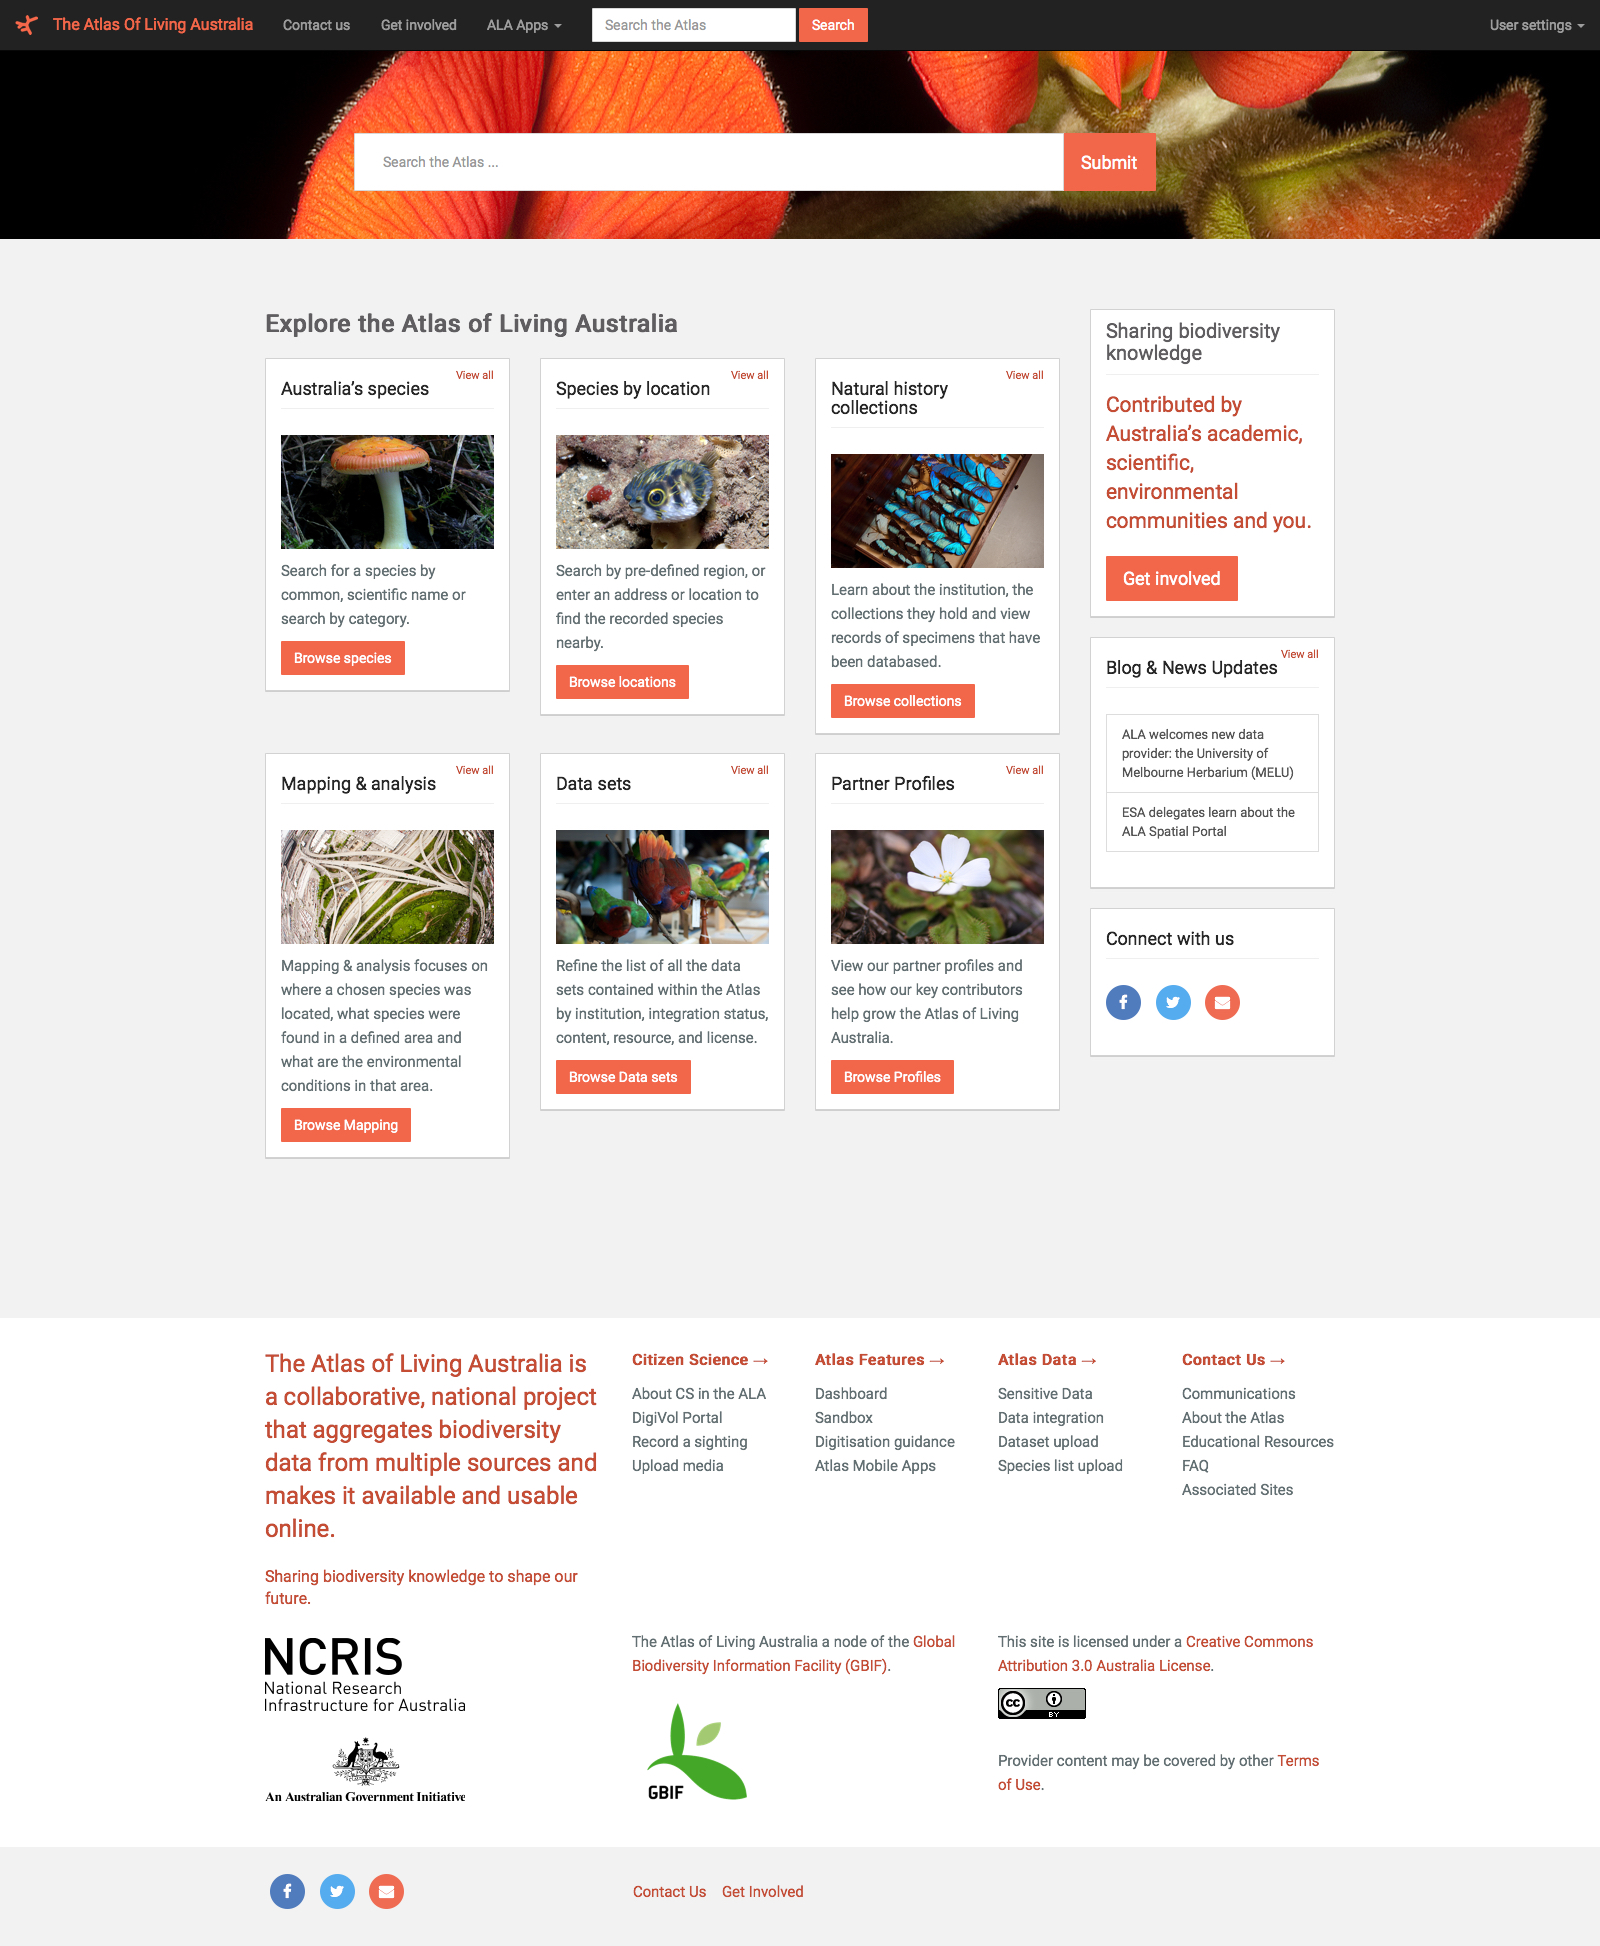 The Atlas Of Living Australia
Contact us
Get involved
ALA Apps
Search the Atlas
Search
User settings
Search the Atlas ...
Submit
Explore the Atlas of Living Australia
View all
Australia’s species
Search for a species by
common, scientific name or
search by category.
Browse species
View all
Species by location
Search by pre-defined region, or
enter an address or location to
find the recorded species
nearby.
Browse locations
View all
Natural history
collections
Learn about the institution, the
collections they hold and view
records of specimens that have
been databased.
Browse collections
View all
Mapping & analysis
Mapping & analysis focuses on
where a chosen species was
located, what species were
found in a defined area and
what are the environmental
conditions in that area.
Browse Mapping
View all
Data sets
Refine the list of all the data
sets contained within the Atlas
by institution, integration status,
content, resource, and license.
Browse Data sets
View all
Partner Profiles
View our partner profiles and
see how our key contributors
help grow the Atlas of Living
Australia.
Browse Profiles
Sharing biodiversity
knowledge
Contributed by
Australia’s academic,
scientific,
environmental
communities and you.
Get involved
View all
Blog & News Updates
ALA welcomes new data
provider: the University of
Melbourne Herbarium (MELU)
ESA delegates learn about the
ALA Spatial Portal
Connect with us
The Atlas of Living Australia is
a collaborative, national project
that aggregates biodiversity
data from multiple sources and
makes it available and usable
online.
Sharing biodiversity knowledge to shape our
future.
Citizen Science →
About CS in the ALA
DigiVol Portal
Record a sighting
Upload media
Atlas Features →
Dashboard
Sandbox
Digitisation guidance
Atlas Mobile Apps
Atlas Data →
Sensitive Data
Data integration
Dataset upload
Species list upload
Contact Us →
Communications
About the Atlas
Educational Resources
FAQ
Associated Sites
NCRIS
National Research
Infrastructure for Australia
An Australian Government Initiative
The Atlas of Living Australia a node of the Global
Biodiversity Information Facility (GBIF).
GBIF
This site is licensed under a Creative Commons
Attribution 3.0 Australia License.
cc
BY
Provider content may be covered by other Terms
of Use.
Contact Us
Get Involved